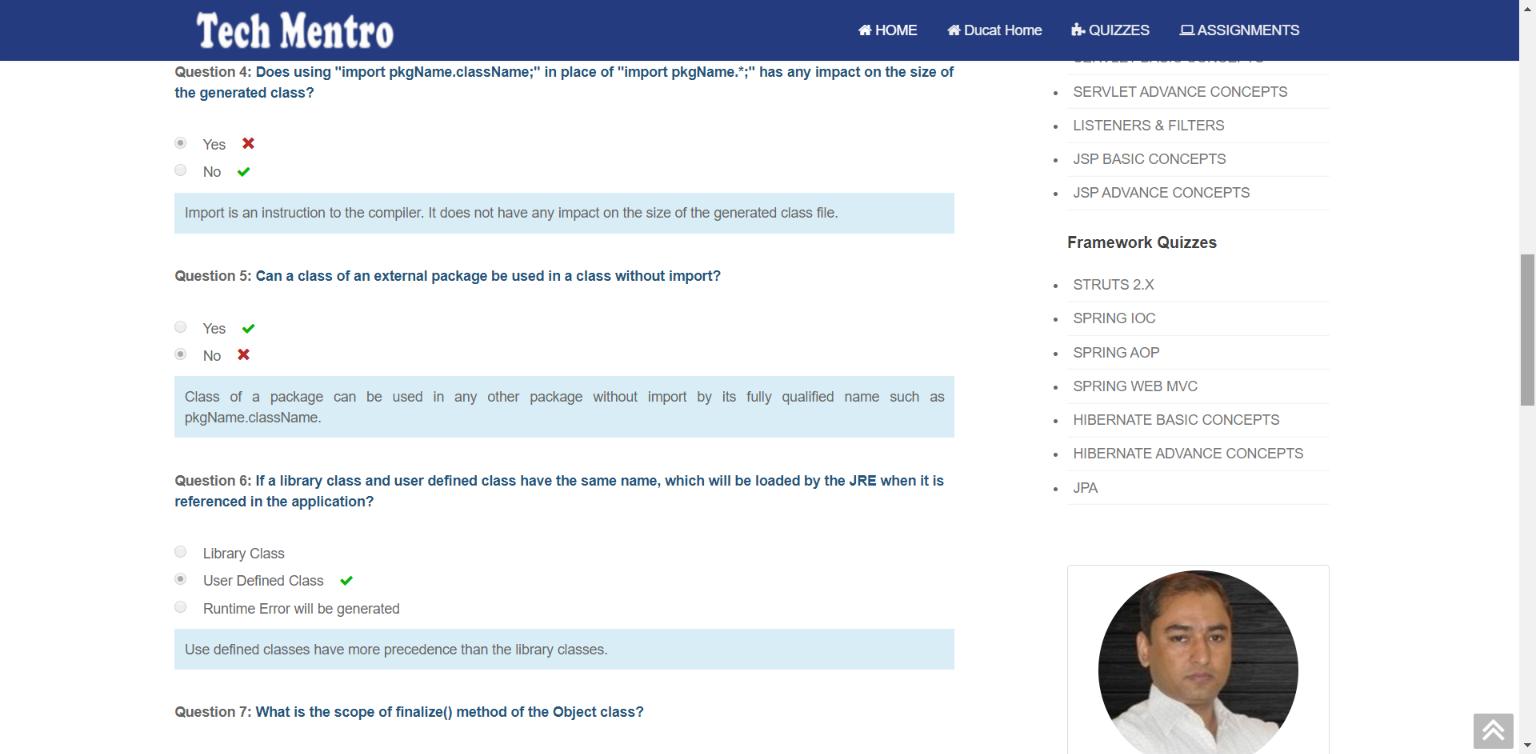 Tech Mentro
HOME
Ducat Home
QUIZZES
ASSIGNMENTS
Question 4: Does using "import pkgName.className;" in place of "import pkgName.*;" has any impact on the size of
the generated class?
Yes
No
Import is an instruction to the compiler. It does not have any impact on the size of the generated class file.
Question 5: Can a class of an external package be used in a class without import?
Yes
No
Class of a package can be used in any other package without import by its fully qualified name such as
pkgName.className.
Question 6: If a library class and user defined class have the same name, which will be loaded by the JRE when it is
referenced in the application?
Library Class
User Defined Class
Runtime Error will be generated
Use defined classes have more precedence than the library classes.
Question 7: What is the scope of finalize() method of the Object class?
SERVLET BASIC CONCEPTS
SERVLET ADVANCE CONCEPTS
LISTENERS & FILTERS
JSP BASIC CONCEPTS
JSP ADVANCE CONCEPTS
Framework Quizzes
STRUTS 2.X
SPRING IOC
SPRING AOP
SPRING WEB MVC
HIBERNATE BASIC CONCEPTS
HIBERNATE ADVANCE CONCEPTS
JPA